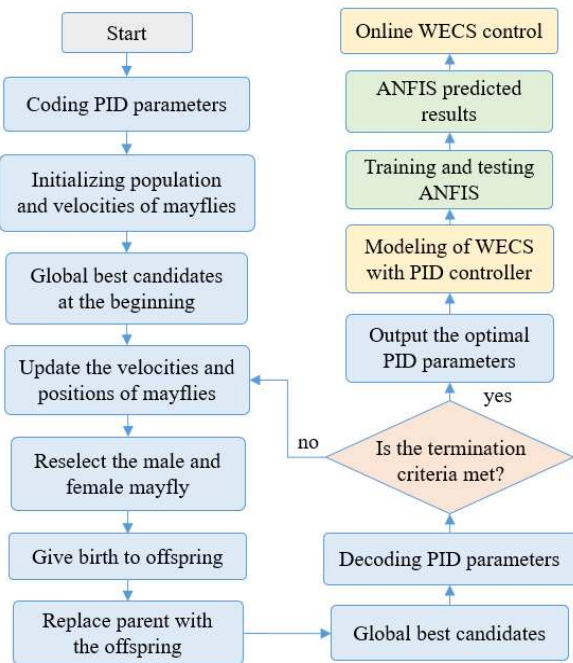 Start
Coding PID parameters
Initializing population
and velocities of mayflies
Global best candidates
at the beginning
Update the velocities and
positions of mayflies
Reselect the male and
female mayfly
Give birth to offspring
Replace parent with
the offspring
Global best candidates
Decoding PID parameters
Is the termination
criteria met?
no
yes
Output the optimal
PID parameters
Modeling of WECS
with PID controller
Training and testing
ANFIS
ANFIS predicted
results
Online WECS control